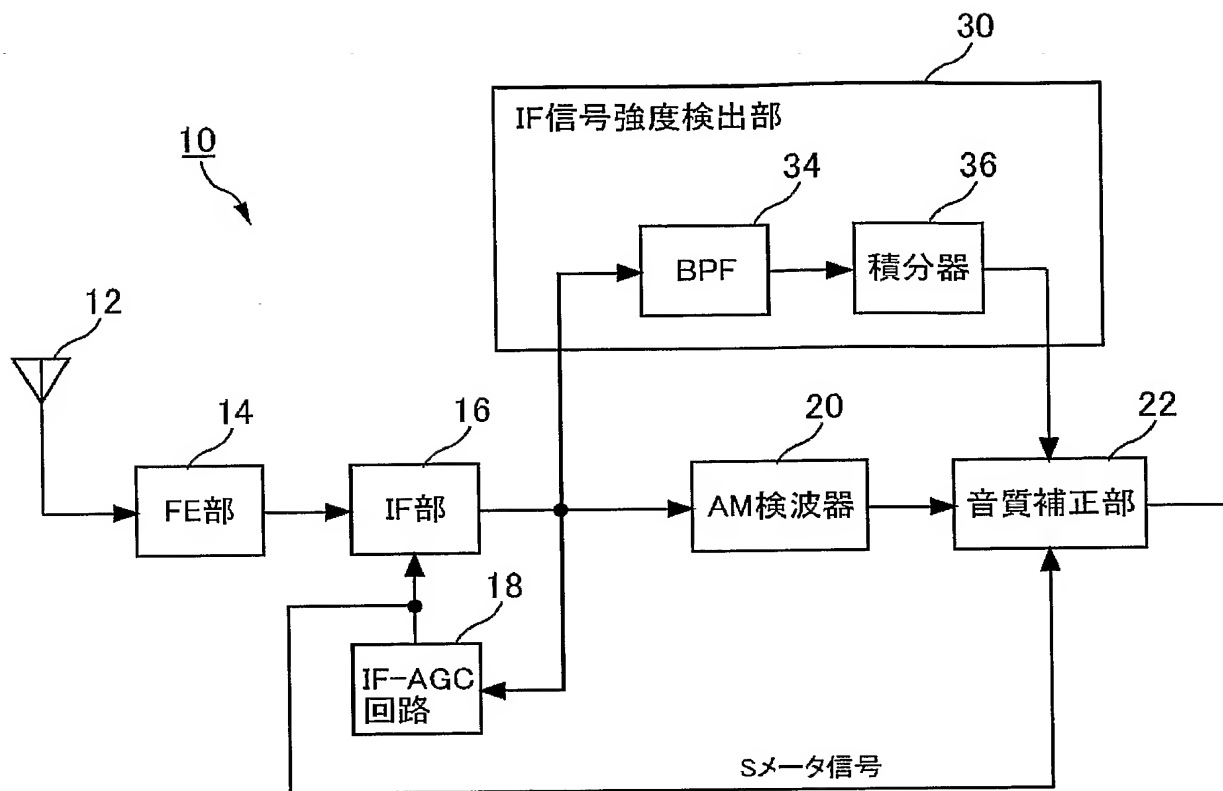 30
IF信号強度検出部
10
34
36
BPF
積分器
12
14
16
20
22
FE部
IF部
AM検波器
音質補正部
18
IF-AGC
回路
Sメータ信号